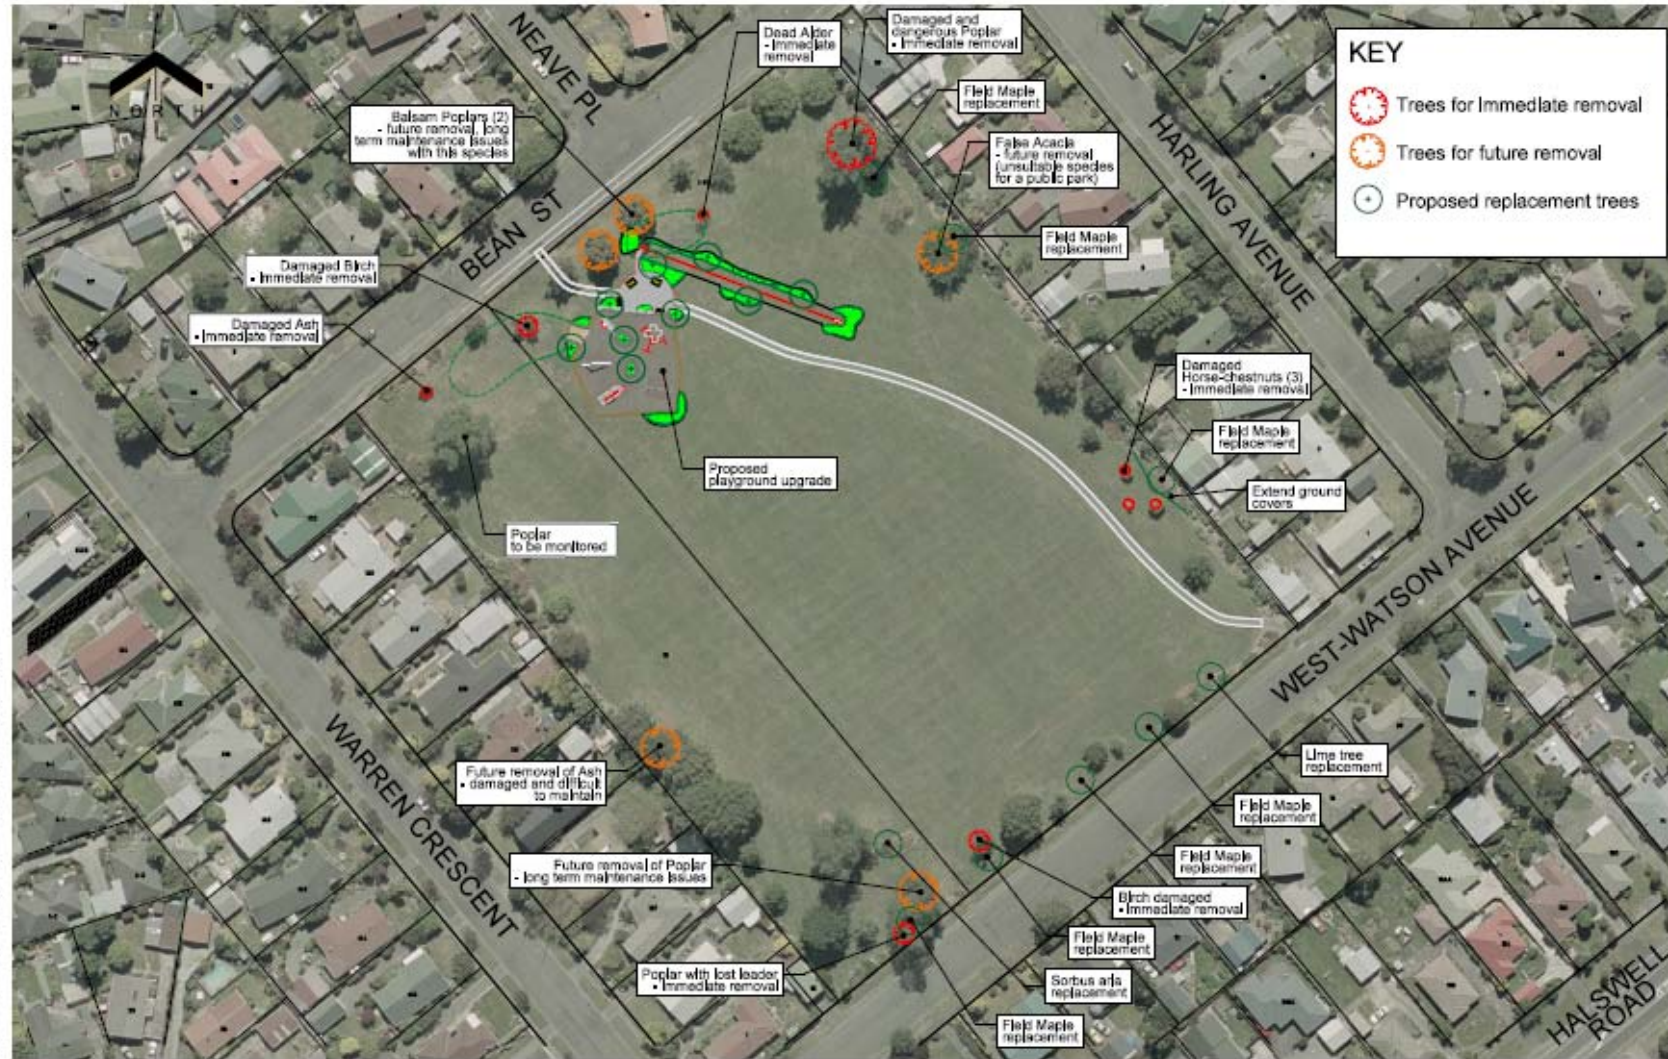 NORTH
NEAVE PL
BEAN ST
HARLING AVENUE
WEST-WATSON AVENUE
WARREN CRESCENT
HALSWELL
ROAD
KEY
Trees for Immediate removal
Trees for future removal
Proposed replacement trees
Dead Alder
- Immediate
removal
Damaged and
dangerous Poplar
- Immediate removal
Field Maple
replacement
Balsam Poplars (2)
- future removal, long
term maintenance issues
with this species
False Acacia
- future removal
(unsuitable species
for a public park)
Field Maple
replacement
Damaged Birch
- Immediate removal
Damaged Ash
- Immediate removal
Damaged
Horse-chestnuts (3)
- Immediate removal
Field Maple
replacement
Proposed
playground upgrade
Extend ground
covers
Poplar
to be monitored
Lime tree
replacement
Future removal of Ash
- damaged and difficult
to maintain
Field Maple
replacement
Field Maple
replacement
Future removal of Poplar
- long term maintenance issues
Birch damaged
- Immediate removal
Field Maple
replacement
Poplar with lost leader
- Immediate removal
Sorbus aria
replacement
Field Maple
replacement